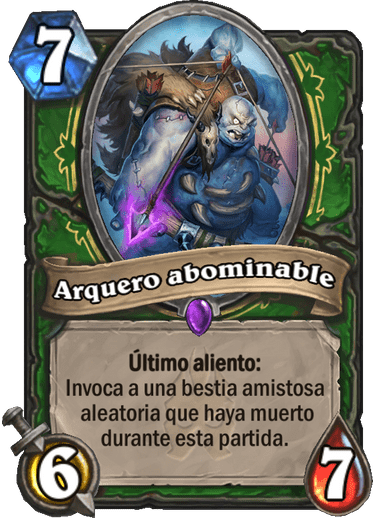 7
Arquero abominable
Último aliento:
Invoca a una bestia amistosa
aleatoria que haya muerto
durante esta partida.
6
7